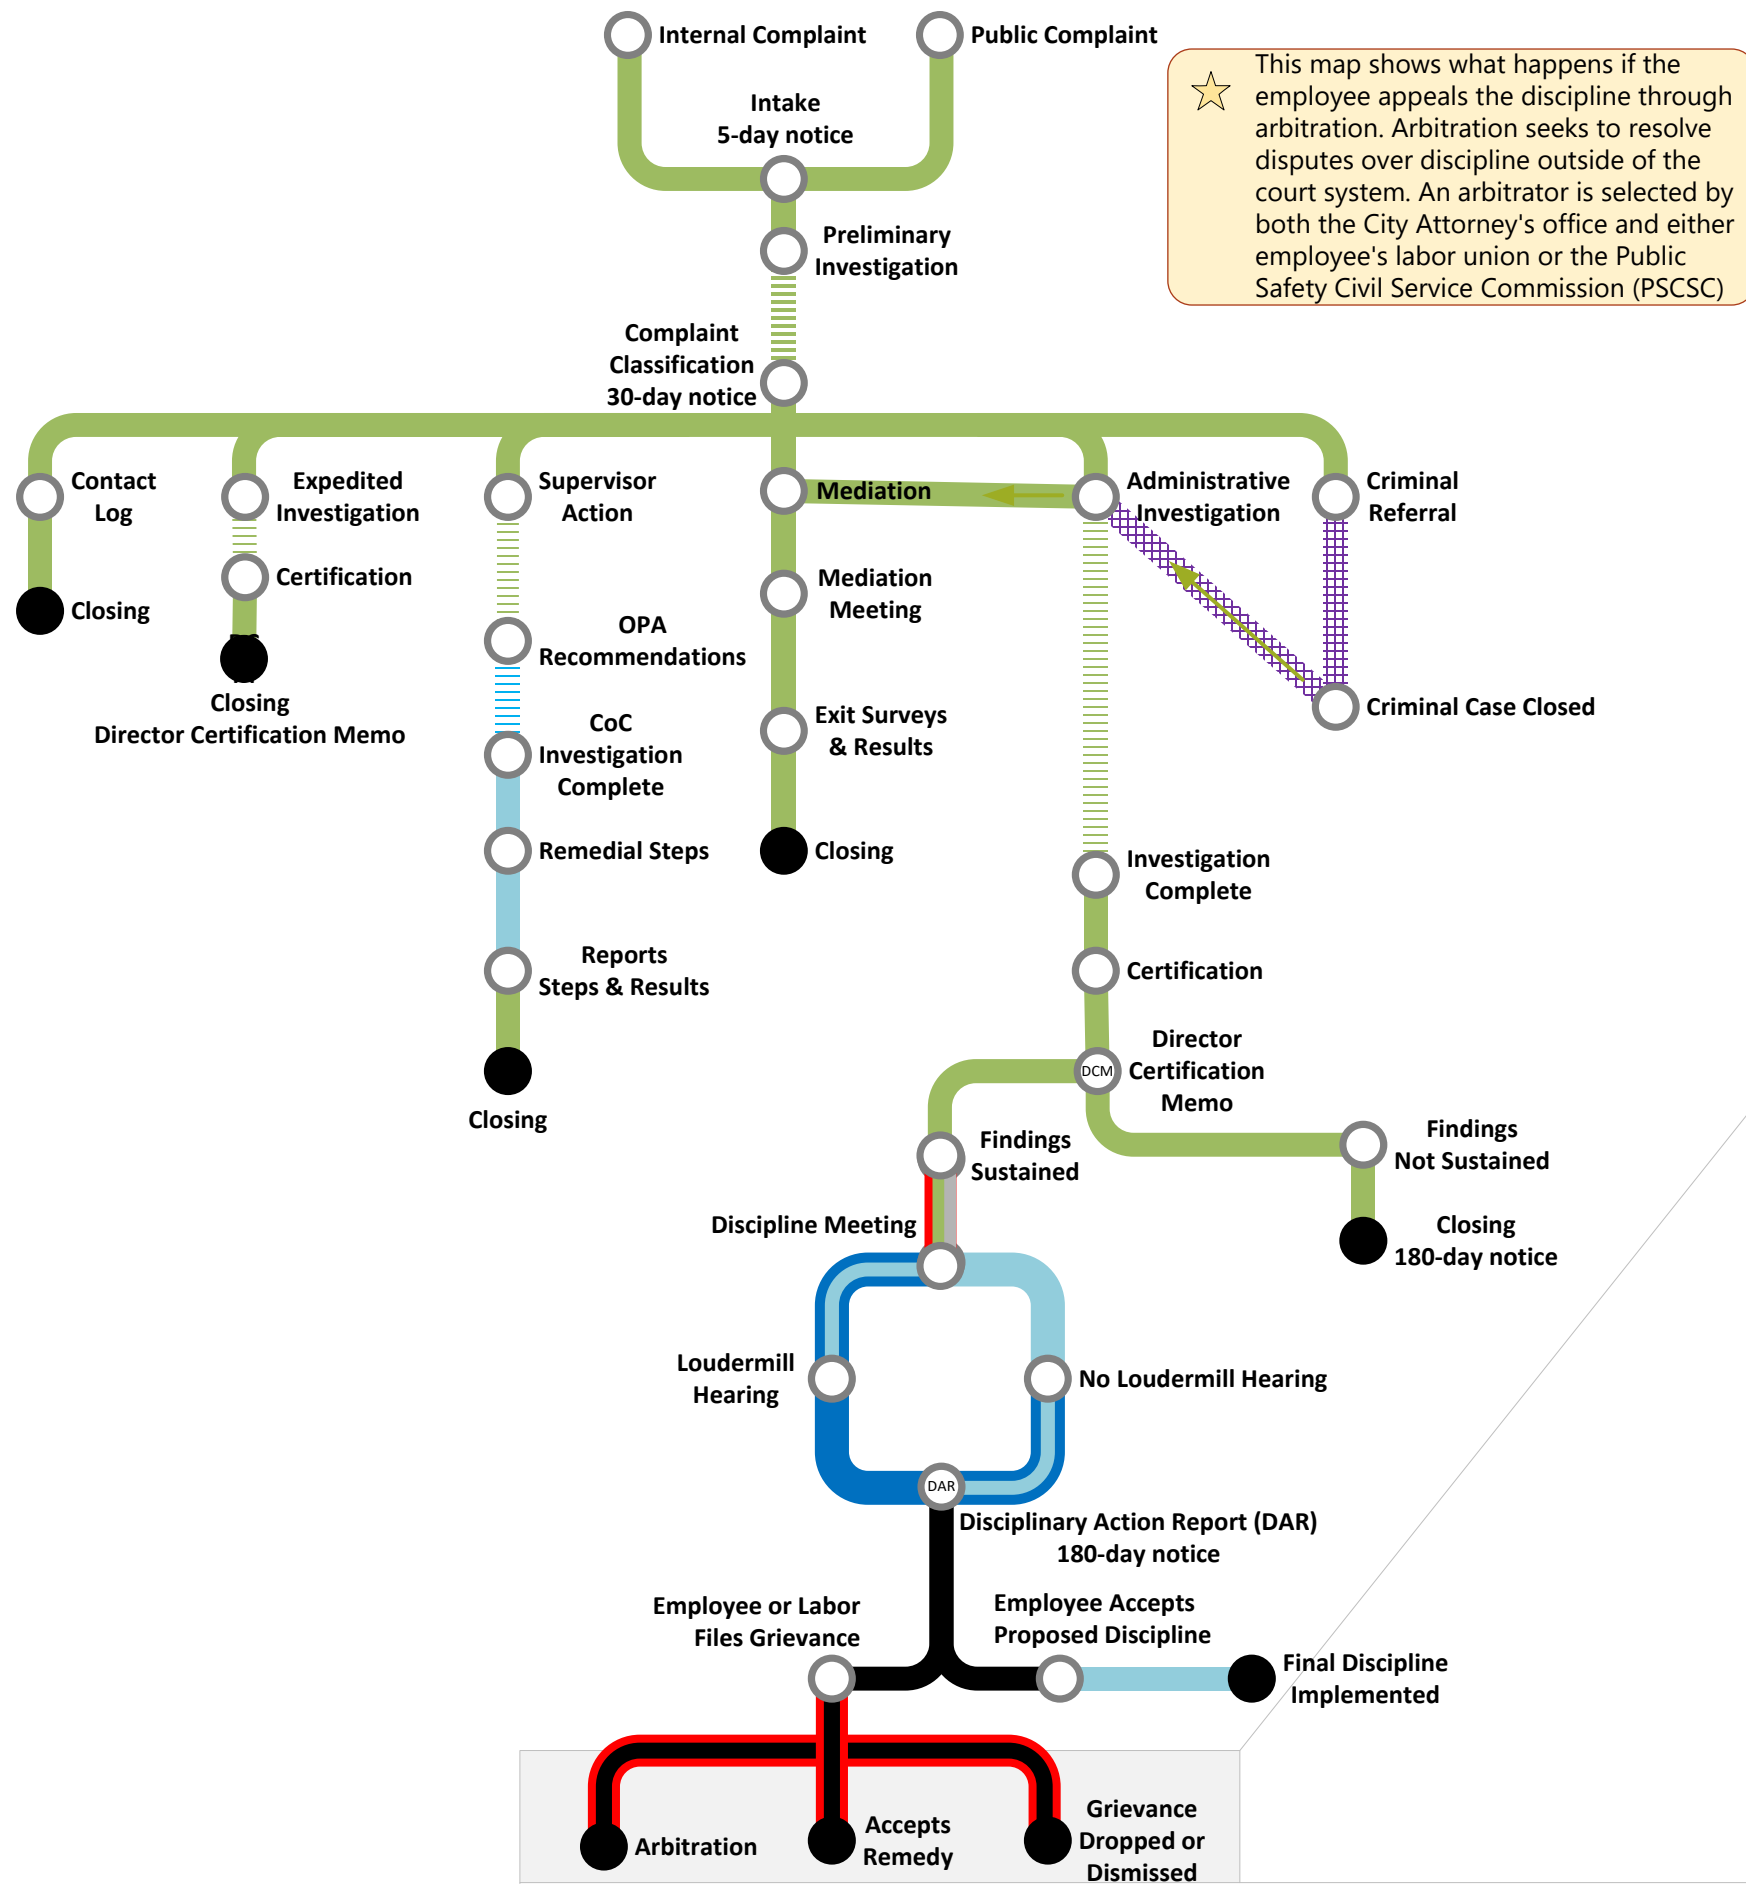 Internal Complaint
Public Complaint
This map shows what happens if the
employee appeals the discipline through
arbitration. Arbitration seeks to resolve
disputes over discipline outside of the
court system. An arbitrator is selected by
both the City Attorney's office and either
employee's labor union or the Public
Safety Civil Service Commission (PSCSC)
Intake
5-day notice
Preliminary
Investigation
Complaint
Classification
30-day notice
Contact
Log
Expedited
Investigation
Supervisor
Action
Mediation
Administrative
Investigation
Criminal
Referral
Closing
Certification
Closing
Director Certification Memo
OPA
Recommendations
CoC
Investigation
Complete
Remedial Steps
Reports
Steps & Results
Closing
Mediation
Meeting
Exit Surveys
& Results
Closing
Criminal Case Closed
Investigation
Complete
Certification
DCM
Director
Certification
Memo
Findings
Sustained
Findings
Not Sustained
Closing
180-day notice
Discipline Meeting
Loudermill
Hearing
No Loudermill Hearing
DAR
Disciplinary Action Report (DAR)
180-day notice
Employee or Labor
Files Grievance
Employee Accepts
Proposed Discipline
Final Discipline
Implemented
Arbitration
Accepts
Remedy
Grievance
Dropped or
Dismissed